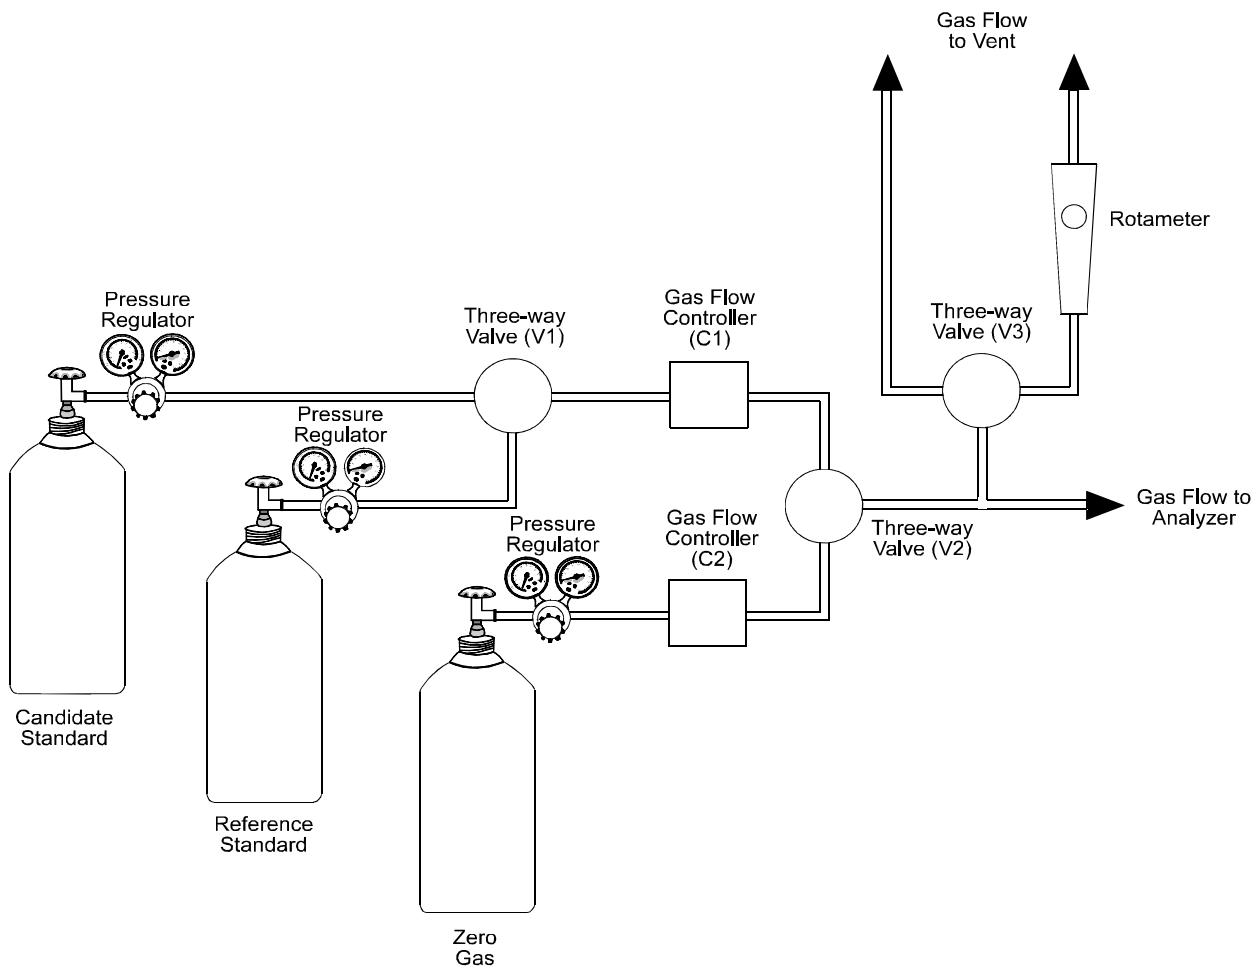 Gas Flow
to Vent
Rotameter
Pressure
Regulator
Three-way
Valve (V1)
Gas Flow
Controller
(C1)
Three-way
Valve (V3)
Pressure
Regulator
Pressure
Regulator
Gas Flow
Controller
(C2)
Three-way
Valve (V2)
Gas Flow to
Analyzer
Candidate
Standard
Reference
Standard
Zero
Gas